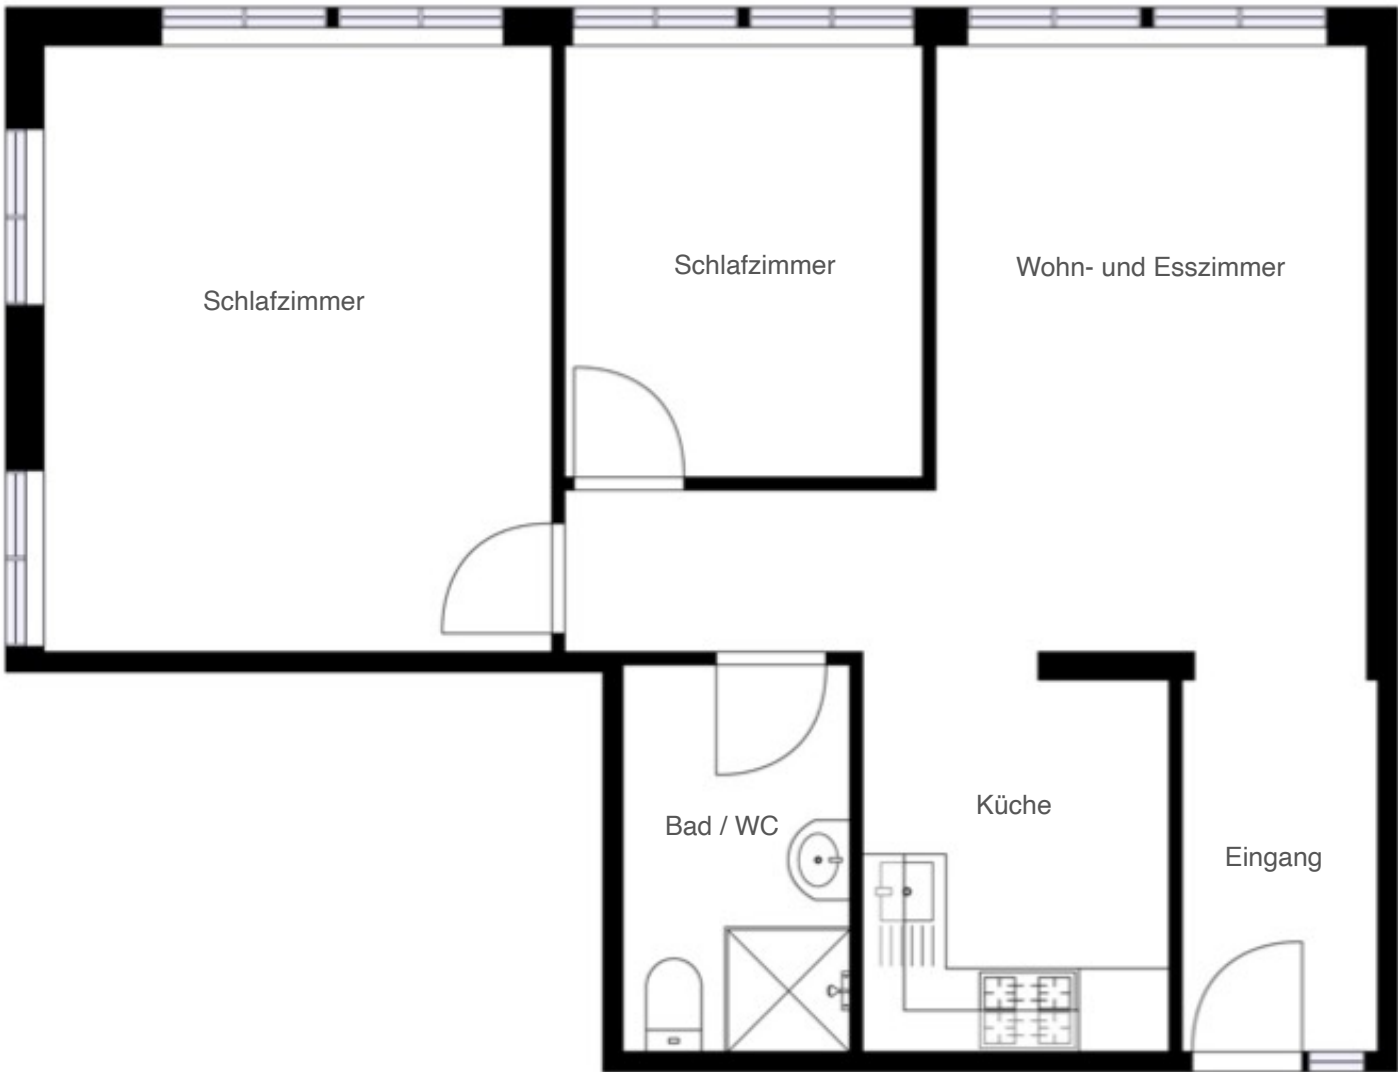 Schlafzimmer
Wohn- und Esszimmer
Schlafzimmer
Küche
Bad / WC
Eingang